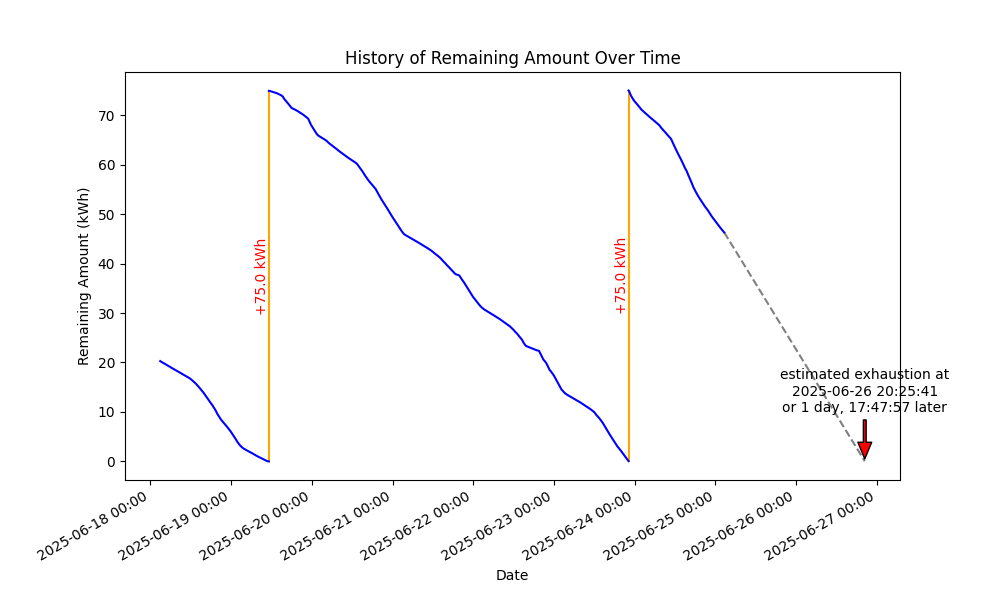 History of Remaining Amount Over Time
Remaining Amount (kWh)
70
60
50
40
30
20
10
0
+75.0 kWh
+75.0 kWh
estimated exhaustion at
2025-06-26 20:25:41
or 1 day, 17:47:57 later
2025-06-18 00:00
2025-06-19 00:00
2025-06-20 00:00
2025-06-21 00:00
2025-06-22 00:00
2025-06-23 00:00
2025-06-24 00:00
2025-06-25 00:00
2025-06-26 00:00
2025-06-27 00:00
Date